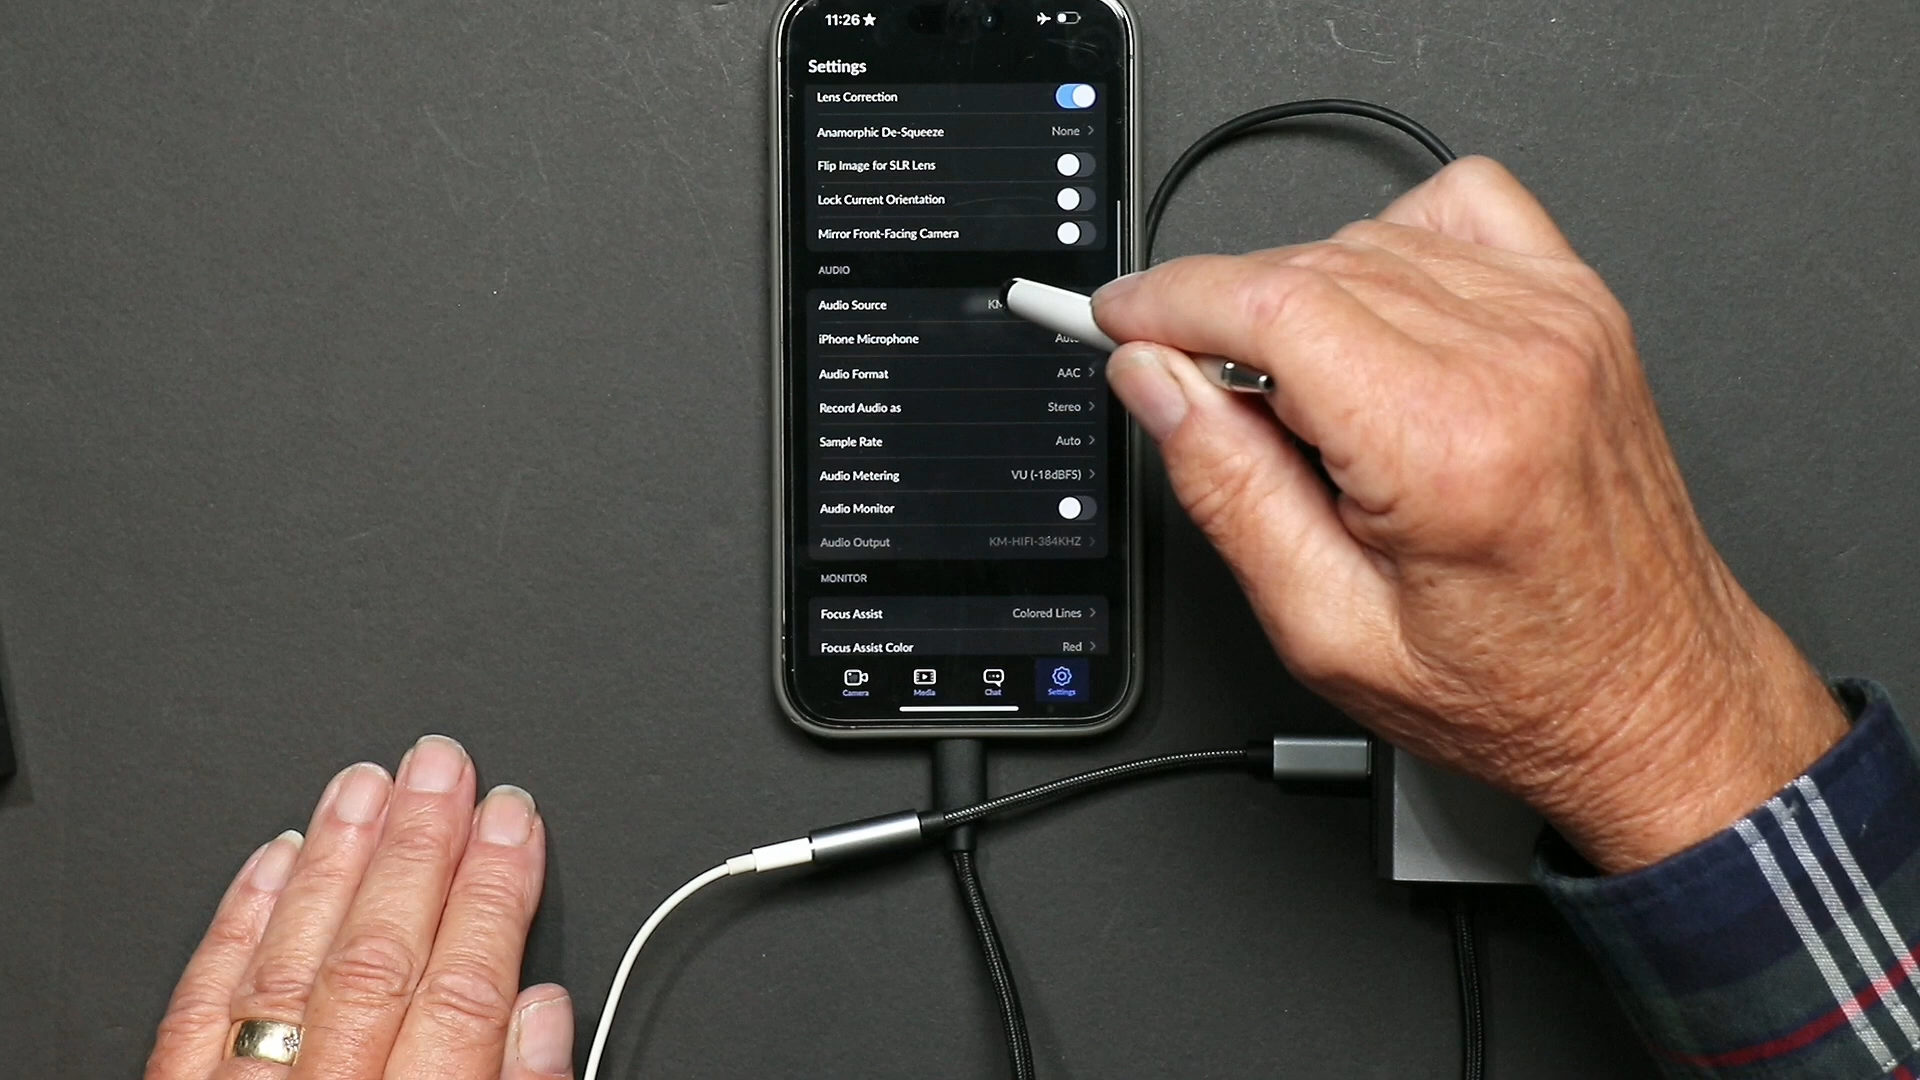 11:26
Settings
Lens Correction
Anamorphic De-Squeeze None
Flip Image for SLR Lens
Lock Current Orientation
Mirror Front-Facing Camera
AUDIO
Audio Source
iPhone Microphone Auto
Audio Format AAC
Record Audio as Stereo
Sample Rate Auto
Audio Metering VU (-18dBFS)
Audio Monitor
Audio Output KM-HIFI-384KHZ
MONITOR
Focus Assist Colored Lines
Focus Assist Color Red
Camera Media Chat Settings